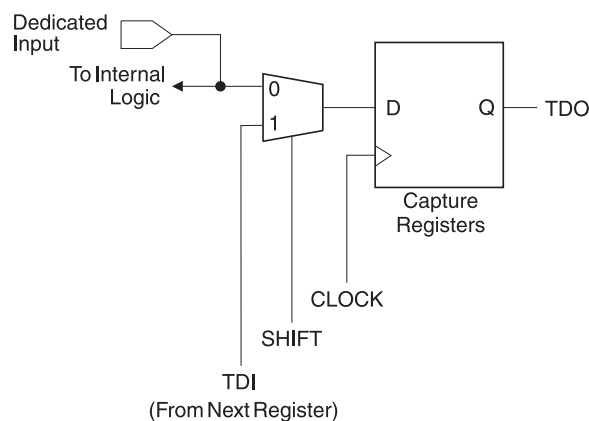 Dedicated
Input
To Internal
Logic
0
1
D
Q
TDO
Capture
Registers
CLOCK
SHIFT
TDI
(From Next Register)